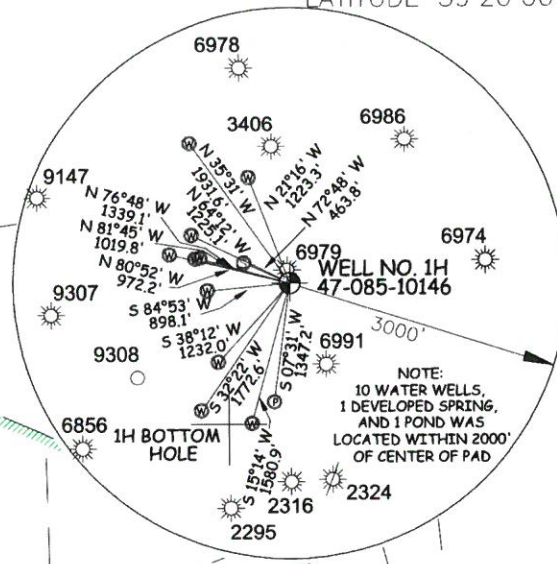 LATITUDE 39
6978
3406
6986
9147
N 35°31' W
1931.6'
N 21°16' W
1223.3'
N 72°48' W
463.8'
N 64°12' W
1225.1'
N 76°48' W
1339.1'
N 81°45' W
1019.8'
N 80°52' W
972.2'
S 84°53' W
898.1'
W
W
W
W
W
W
W
S
6979
6974
WELL NO. 1H
47-085-10146
9307
3000'
S 38°12' W
1232.0'
S 32°22' W
1772.6'
S 07°31' W
1347.2'
6991
9308
W
W
W
P
6856
1H BOTTOM
HOLE
S 15°14' W
1580.9'
NOTE:
10 WATER WELLS,
1 DEVELOPED SPRING,
AND 1 POND WAS
LOCATED WITHIN 2000'
OF CENTER OF PAD
2316
2324
2295